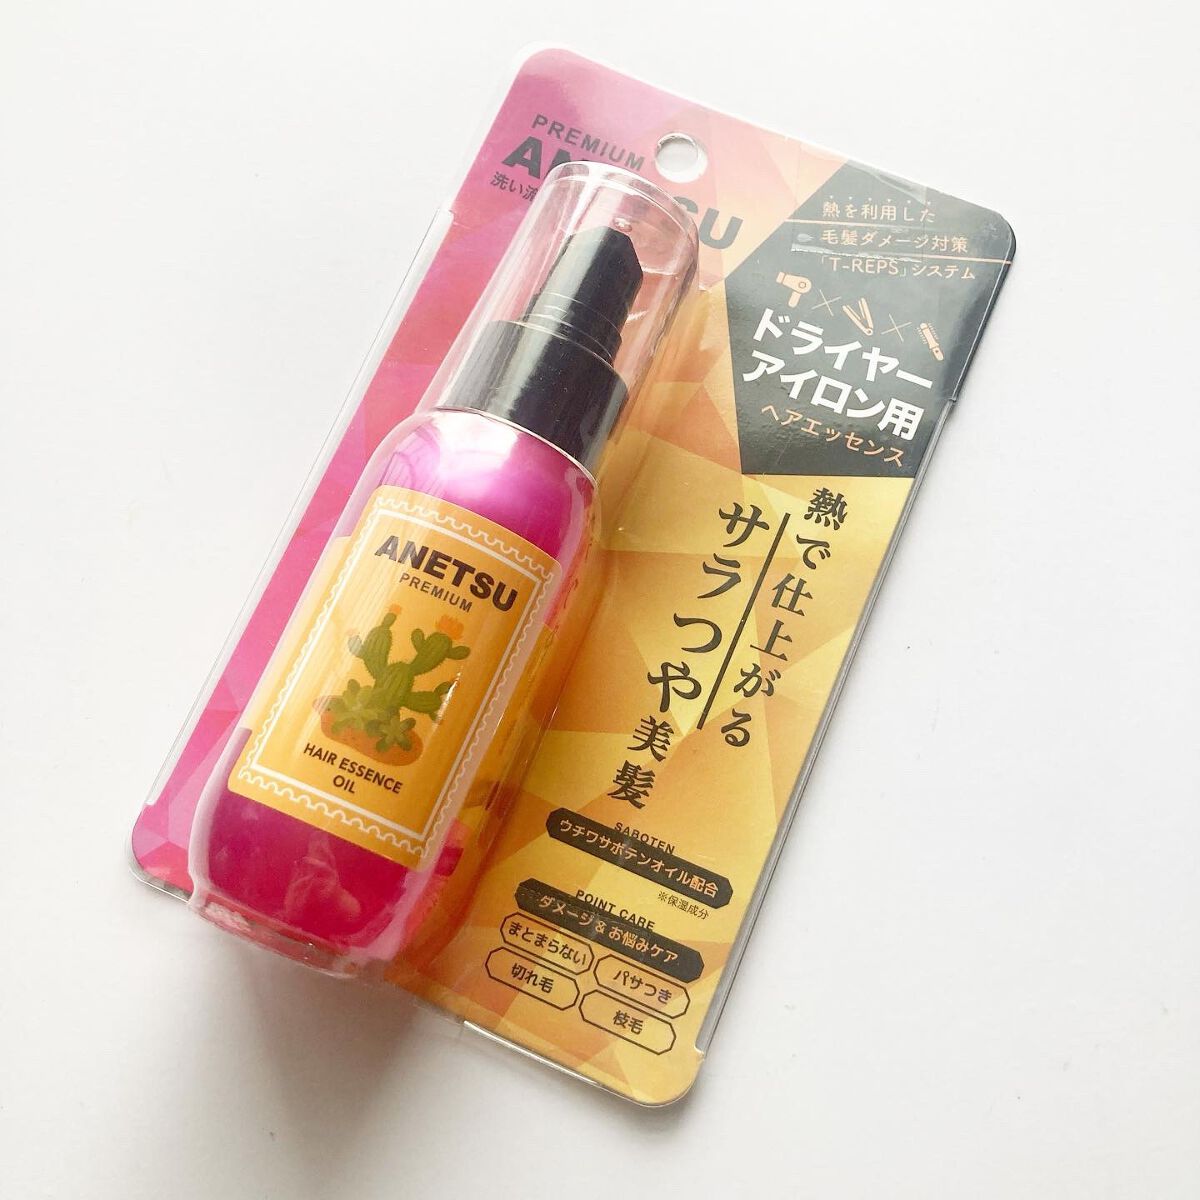 PREMIUM
洗い流
熱を利用した
毛髪ダメージ対策
「T-REPS」システム
ドライヤー
アイロン用
ヘアエッセンス
熱で仕上がる
サラつや美髪
SABOTEN
ウチワサボテンオイル配合
※保湿成分
POINT CARE
ダメージ&お悩みケア
まとまらない
パサつき
切れ毛
枝毛
ANETSU
PREMIUM
HAIR ESSENCE
OIL